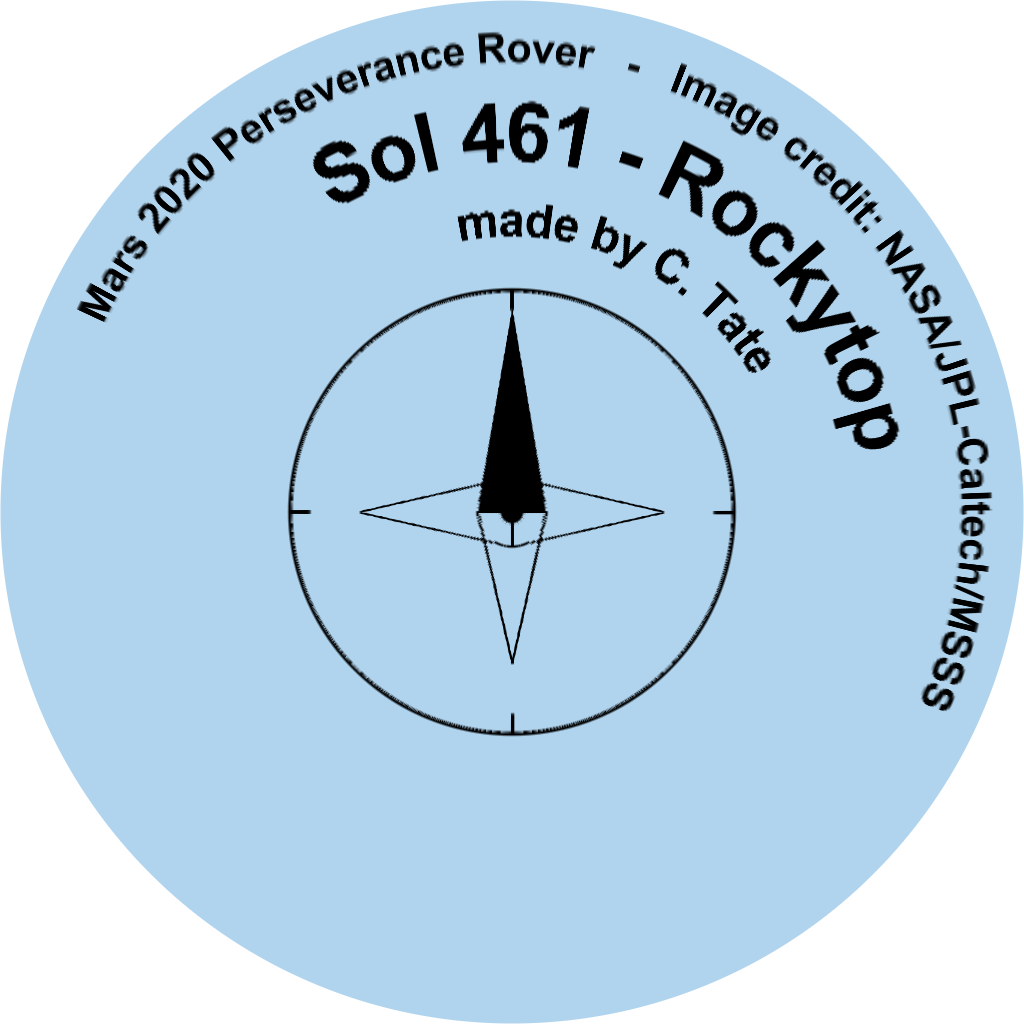 Mars 2020 Perseverance Rover - Image credit: NASA/JPL-Caltech/MSSS
Sol 461 - Rockytop
made by C. Tate